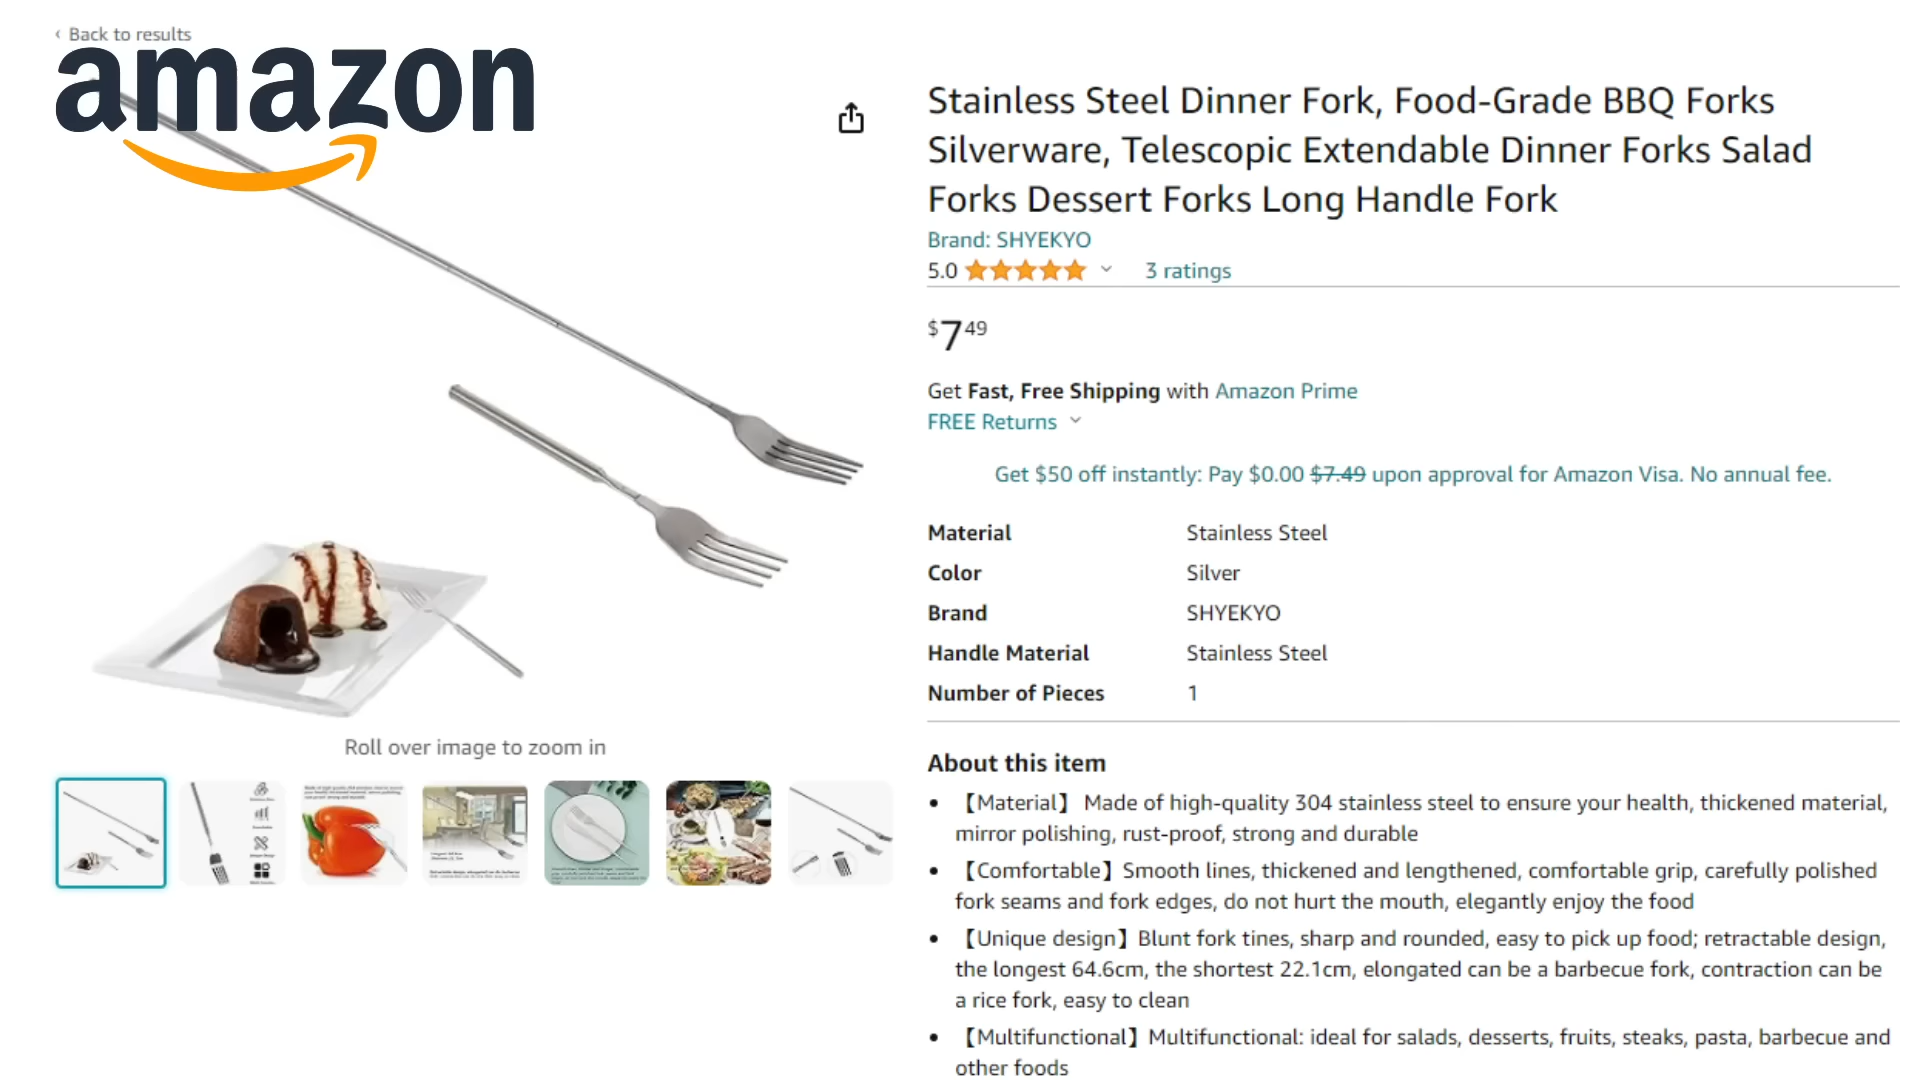 ‹ Back to results
amazon
Stainless Steel Dinner Fork, Food-Grade BBQ Forks
Silverware, Telescopic Extendable Dinner Forks Salad
Forks Dessert Forks Long Handle Fork
Brand: SHYEKYO
5.0 3 ratings
$7 49
Get Fast, Free Shipping with Amazon Prime
FREE Returns
Get $50 off instantly: Pay $0.00 $7.49 upon approval for Amazon Visa. No annual fee.
Material Stainless Steel
Color Silver
Brand SHYEKYO
Handle Material Stainless Steel
Number of Pieces 1
Roll over image to zoom in
About this item
• 【Material】 Made of high-quality 304 stainless steel to ensure your health, thickened material,
mirror polishing, rust-proof, strong and durable
• 【Comfortable】Smooth lines, thickened and lengthened, comfortable grip, carefully polished
fork seams and fork edges, do not hurt the mouth, elegantly enjoy the food
• 【Unique design】Blunt fork tines, sharp and rounded, easy to pick up food; retractable design,
the longest 64.6cm, the shortest 22.1cm, elongated can be a barbecue fork, contraction can be
a rice fork, easy to clean
• 【Multifunctional】Multifunctional: ideal for salads, desserts, fruits, steaks, pasta, barbecue and
other foods